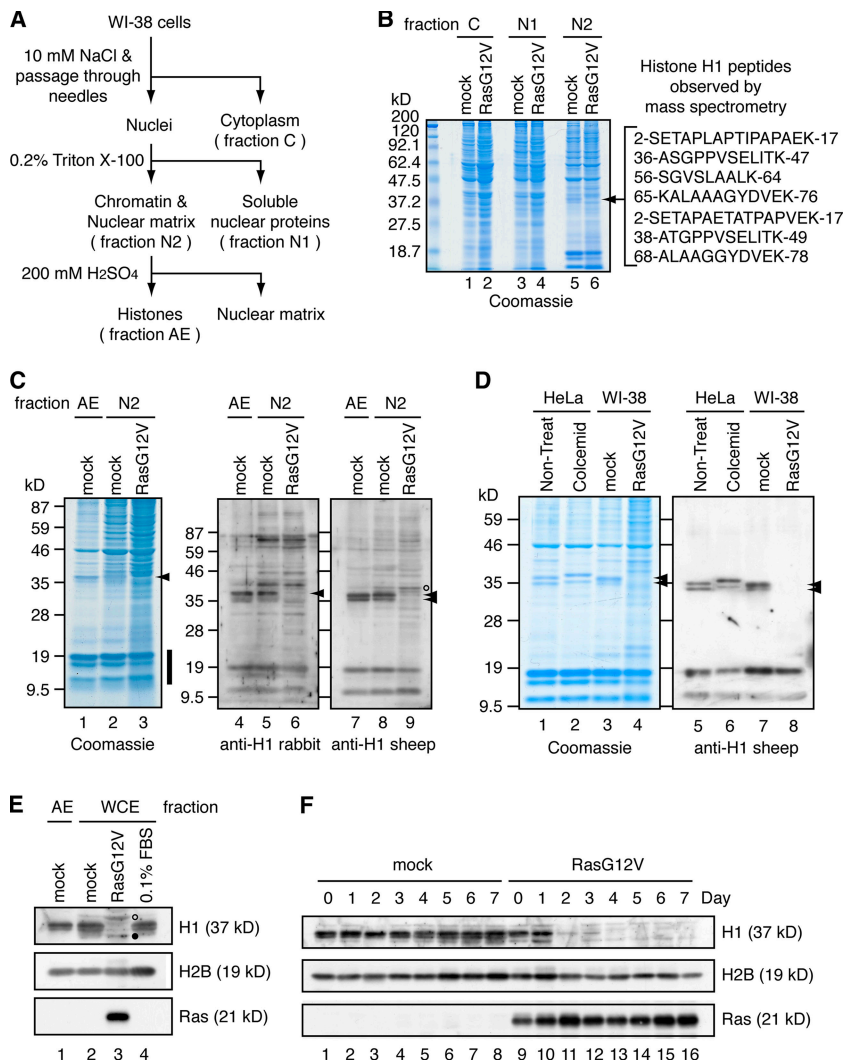 A
WI-38 cells
10 mM NaCl &
passage through
needles
Nuclei
Cytoplasm
( fraction C )
0.2% Triton X-100
Chromatin &
Nuclear matrix
( fraction N2 )
Soluble
nuclear proteins
( fraction N1 )
200 mM H2SO4
Histones
( fraction AE )
Nuclear matrix
B
fraction C N1 N2
mock RasG12V mock RasG12V mock RasG12V
kD
200
120
92.1
62.4
47.5
37.2
27.5
18.7
1 2 3 4 5 6
Coomassie
Histone H1 peptides
observed by
mass spectrometry
2-SETAPLAPTIPAPAEK-17
36-ASGPPVSELITK-47
56-SGVSLAALK-64
65-KALAAAGYDVEK-76
2-SETAPAETATPAPVEK-17
38-ATGPPVSELITK-49
68-ALAAGGYDVEK-78
C
fraction AE N2 AE N2 AE N2
mock mock RasG12V mock mock RasG12V mock mock RasG12V
kD
87
59
46
35
28
19
9.5
87
59
46
35
28
19
9.5
1 2 3 4 5 6 7 8 9
Coomassie anti-H1 rabbit anti-H1 sheep
D
HeLa WI-38 HeLa WI-38
Non-Treat Colcemid mock RasG12V Non-Treat Colcemid mock RasG12V
kD
59
46
35
28
19
9.5
1 2 3 4 5 6 7 8
Coomassie anti-H1 sheep
E
AE WCE fraction
mock mock RasG12V 0.1% FBS
H1 (37 kD)
H2B (19 kD)
Ras (21 kD)
1 2 3 4
F
mock RasG12V
0 1 2 3 4 5 6 7 0 1 2 3 4 5 6 7 Day
H1 (37 kD)
H2B (19 kD)
Ras (21 kD)
1 2 3 4 5 6 7 8 9 10 11 12 13 14 15 16